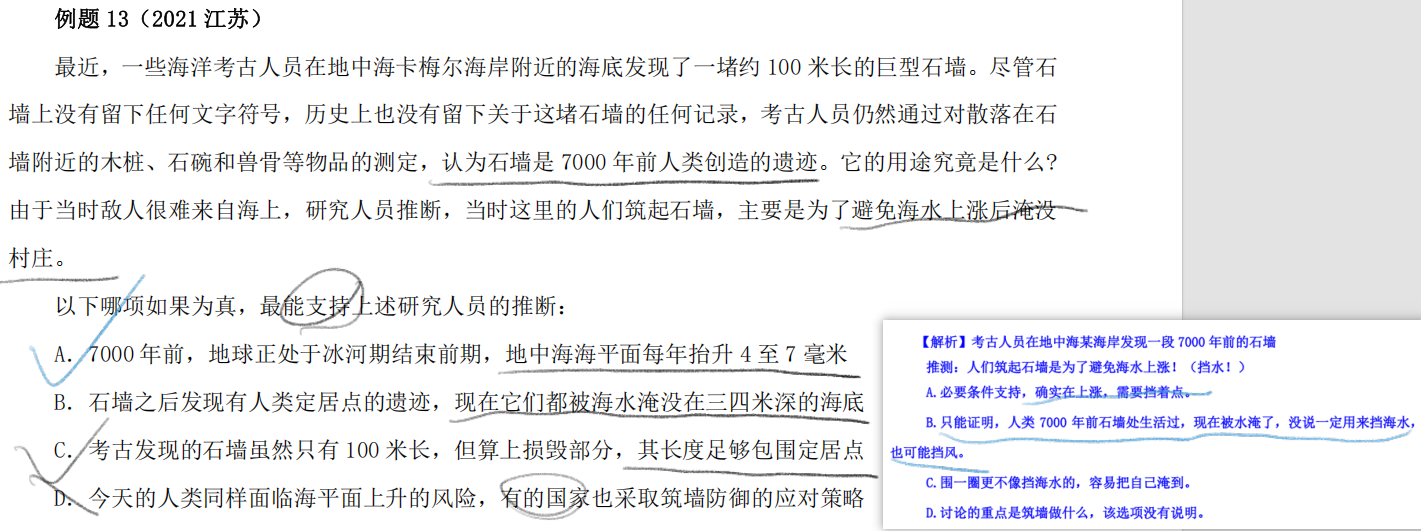 例题 13（2021 江苏）
最近，一些海洋考古人员在地中海卡梅尔海岸附近的海底发现了一堵约 100 米长的巨型石墙。尽管石
墙上没有留下任何文字符号，历史上也没有留下关于这堵石墙的任何记录，考古人员仍然通过对散落在石
墙附近的木桩、石碗和兽骨等物品的测定，认为石墙是 7000 年前人类创造的遗迹。它的用途究竟是什么?
由于当时敌人很难来自海上，研究人员推断，当时这里的人们筑起石墙，主要是为了避免海水上涨后淹没
村庄。
以下哪项如果为真，最能支持上述研究人员的推断：
A．7000 年前，地球正处于冰河期结束前期，地中海海平面每年抬升 4 至 7 毫米
B．石墙之后发现有人类定居点的遗迹，现在它们都被海水淹没在三四米深的海底
C．考古发现的石墙虽然只有 100 米长，但算上损毁部分，其长度足够包围定居点
D．今天的人类同样面临海平面上升的风险，有的国家也采取筑墙防御的应对策略
【解析】考古人员在地中海某海岸发现一段 7000 年前的石墙
推测：人们筑起石墙是为了避免海水上涨！（挡水！）
A.必要条件支持，确实在上涨，需要挡着点。
B.只能证明，人类 7000 年前石墙处生活过，现在被水淹了，没说一定用来挡海水，
也可能挡风。
C.围一圈更不像挡海水的，容易把自己淹到。
D.讨论的重点是筑墙做什么，该选项没有说明。